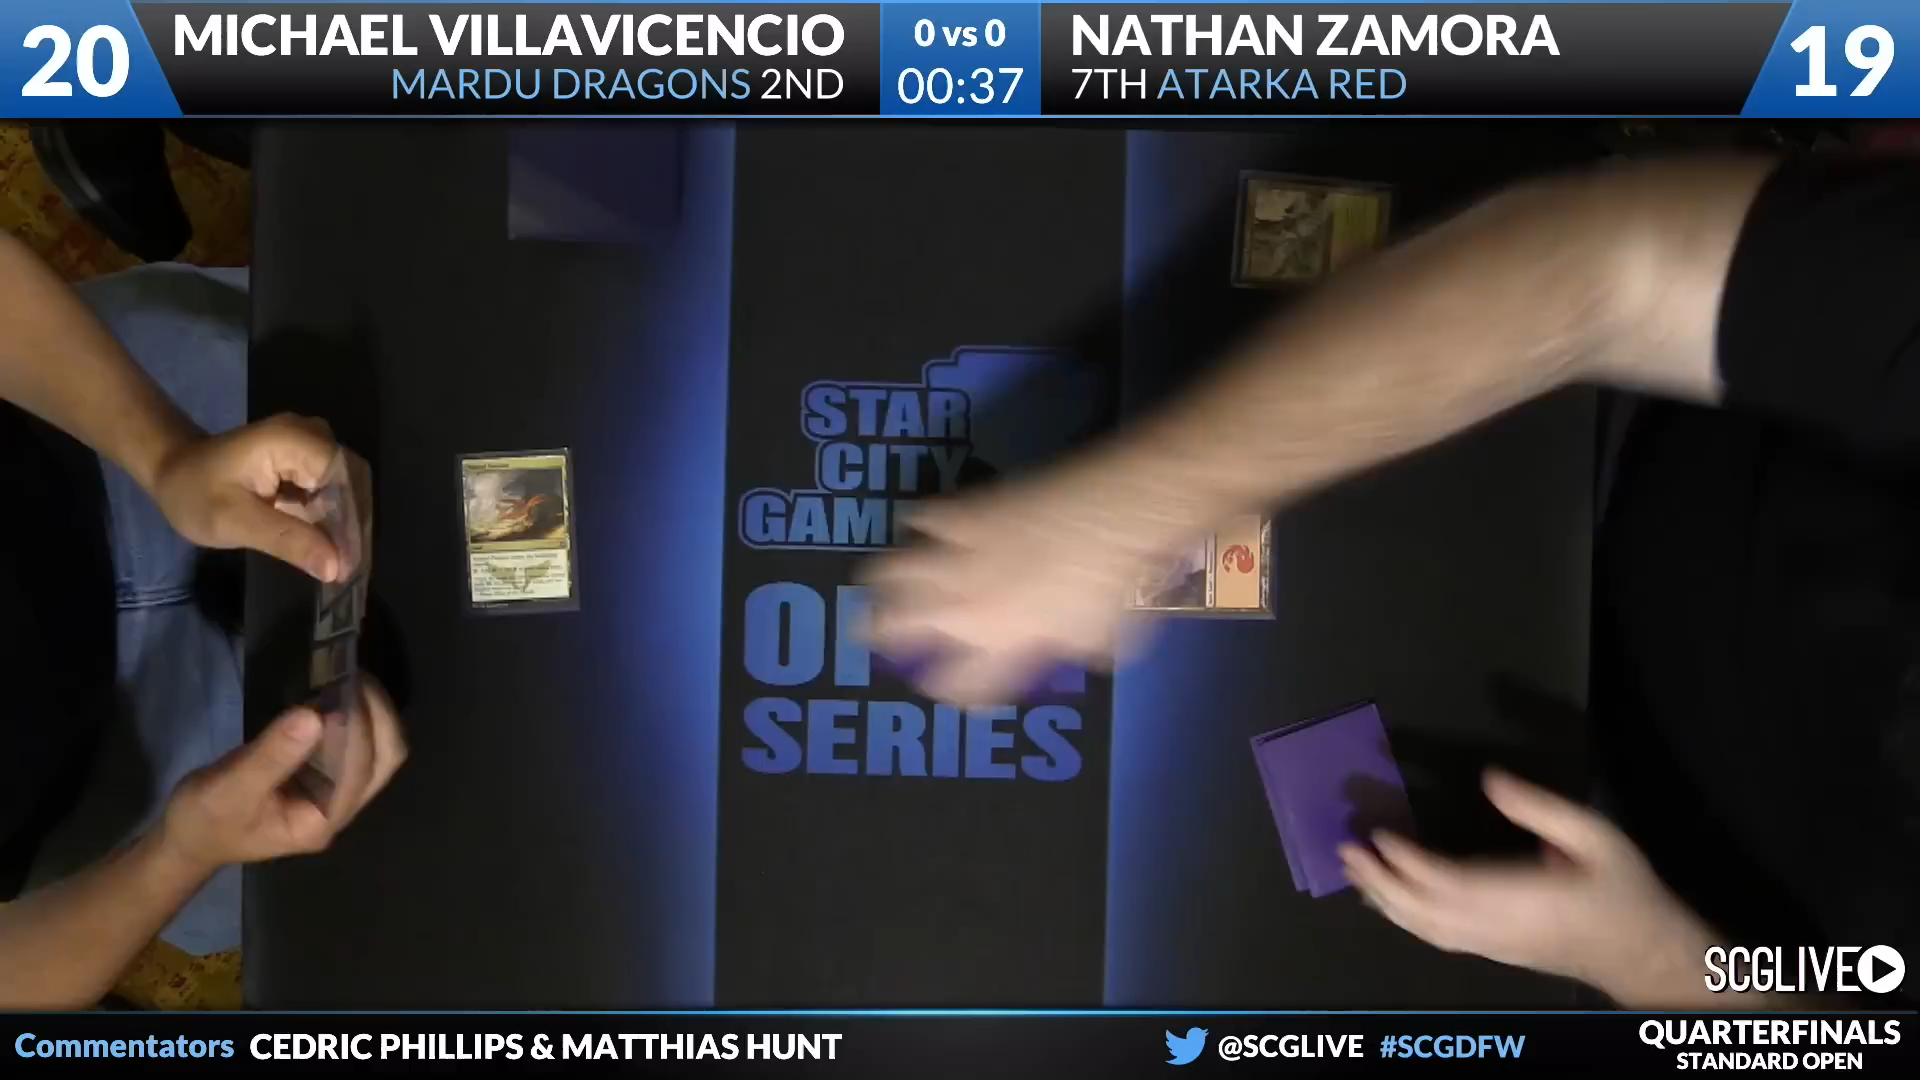 20
MICHAEL VILLAVICENCIO
MARDU DRAGONS 2ND
0 vs 0
00:37
NATHAN ZAMORA
7TH ATARKA RED
19
STAR
CITY
SERIES
SCGLIVE
Commentators CEDRIC PHILLIPS & MATTHIAS HUNT
@SCGLIVE #SCGDFW
QUARTERFINALS
STANDARD OPEN